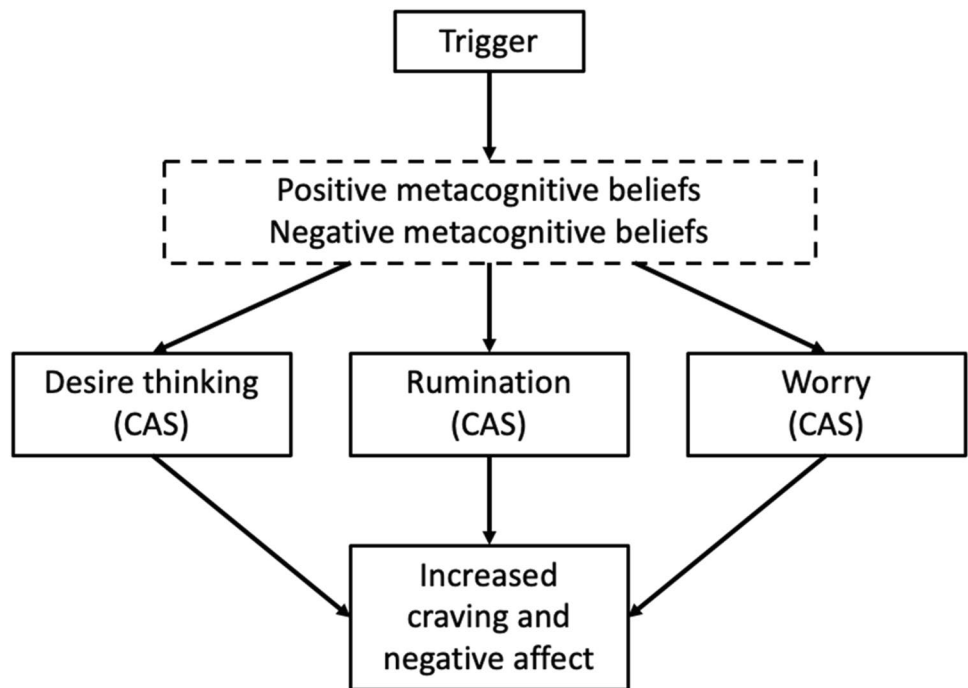 Trigger
Positive metacognitive beliefs
Negative metacognitive beliefs
Desire thinking
(CAS)
Rumination
(CAS)
Worry
(CAS)
Increased
craving and
negative affect